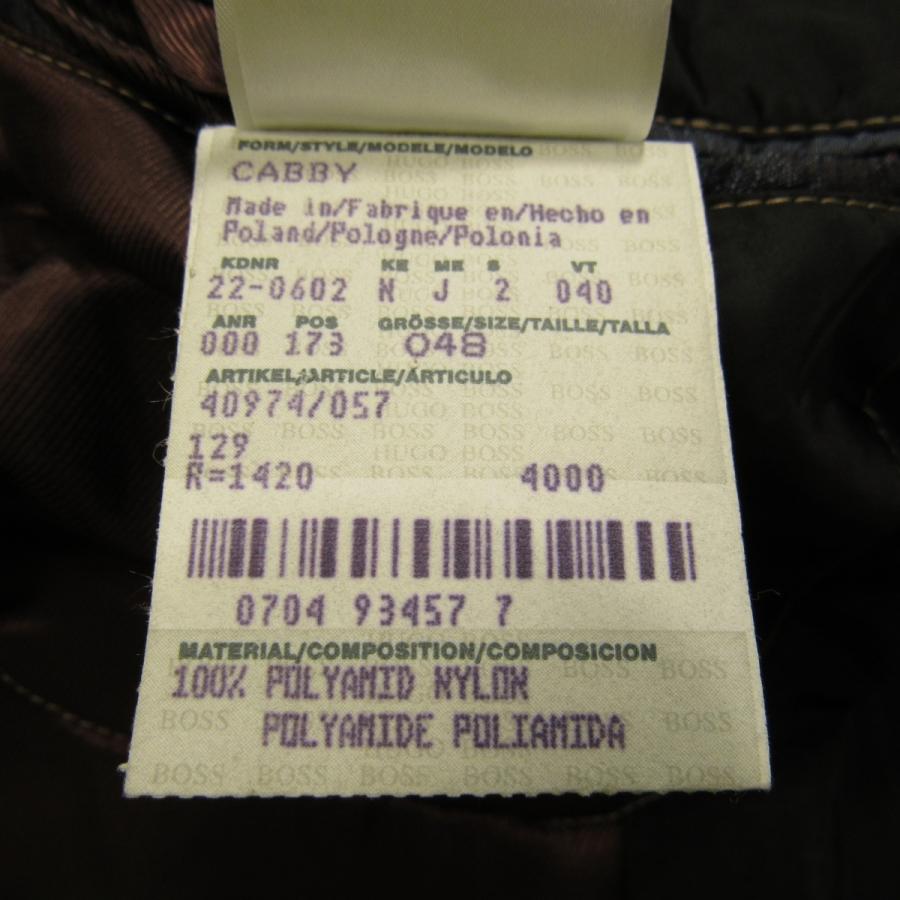 FORM/STYLE/MODELE/MODELO
CABBY
Made in/Fabrique en/Hecho en
Poland/Pologne/Polonia
KDNR KE ME S VT
22-0602 N J 2 040
ANR POS GRÖSSE/SIZE/TAILLE/TALLA
000 173 048
ARTIKEL/ARTICLE/ÁRTICULO
40974/057
129
R=1420 4000
0704 93457 7
MATERIAL/COMPOSITION/COMPOSICION
100% POLYAMID NYLON
POLYAMIDE POLIAMIDA